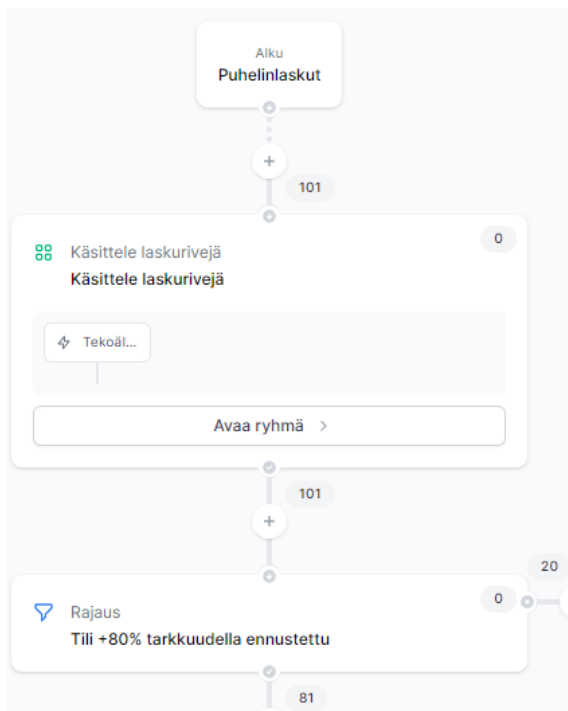 Alku
Puhelinlaskut
101
0
Käsittele laskurivejä
Käsittele laskurivejä
Tekoäl...
Avaa ryhmä
101
20
0
Rajaus
Tili +80% tarkkuudella ennustettu
81